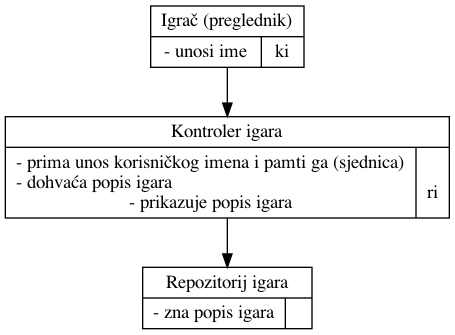 Igrač (preglednik)
- unosi ime
ki
Kontroler igara
- prima unos korisničkog imena i pamti ga (sjednica)
- dohvaća popis igara
- prikazuje popis igara
ri
Repozitorij igara
- zna popis igara